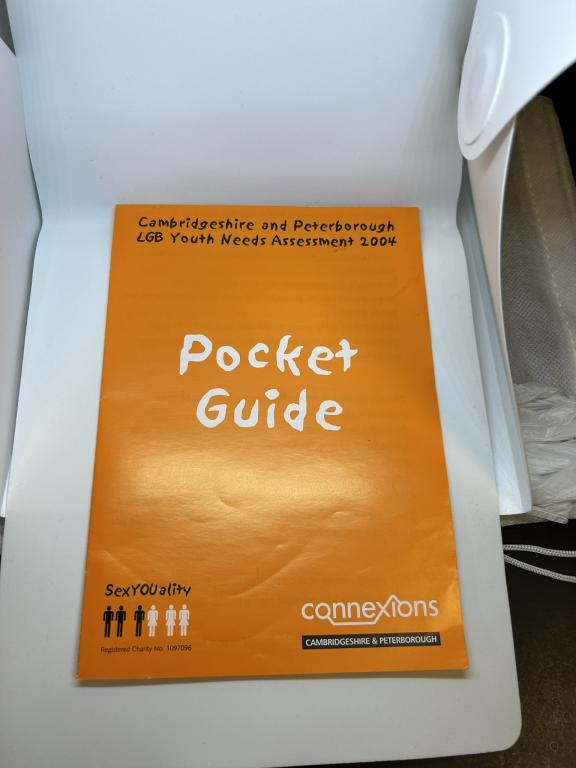 Cambridgeshire and Peterborough
LGB Youth Needs Assessment 2004
Pocket
Guide
SexYOUality
Registered Charity No. 1097096
connexions
CAMBRIDGESHIRE & PETERBOROUGH